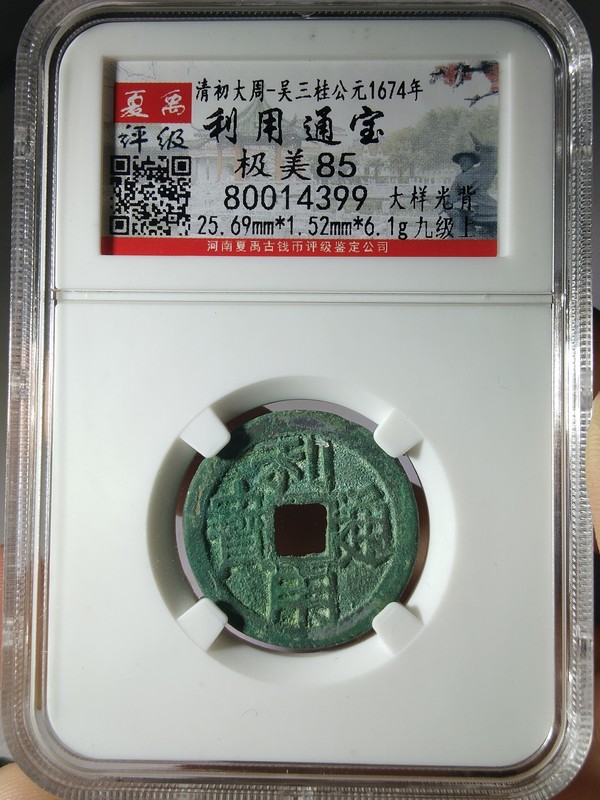 夏禹
评级
清初大周-吴三桂公元1674年
利用通宝
极美85
80014399 大样光背
25.69mm*1.52mm*6.1g 九级上
河南夏禹古钱币评级鉴定公司
利用通寳